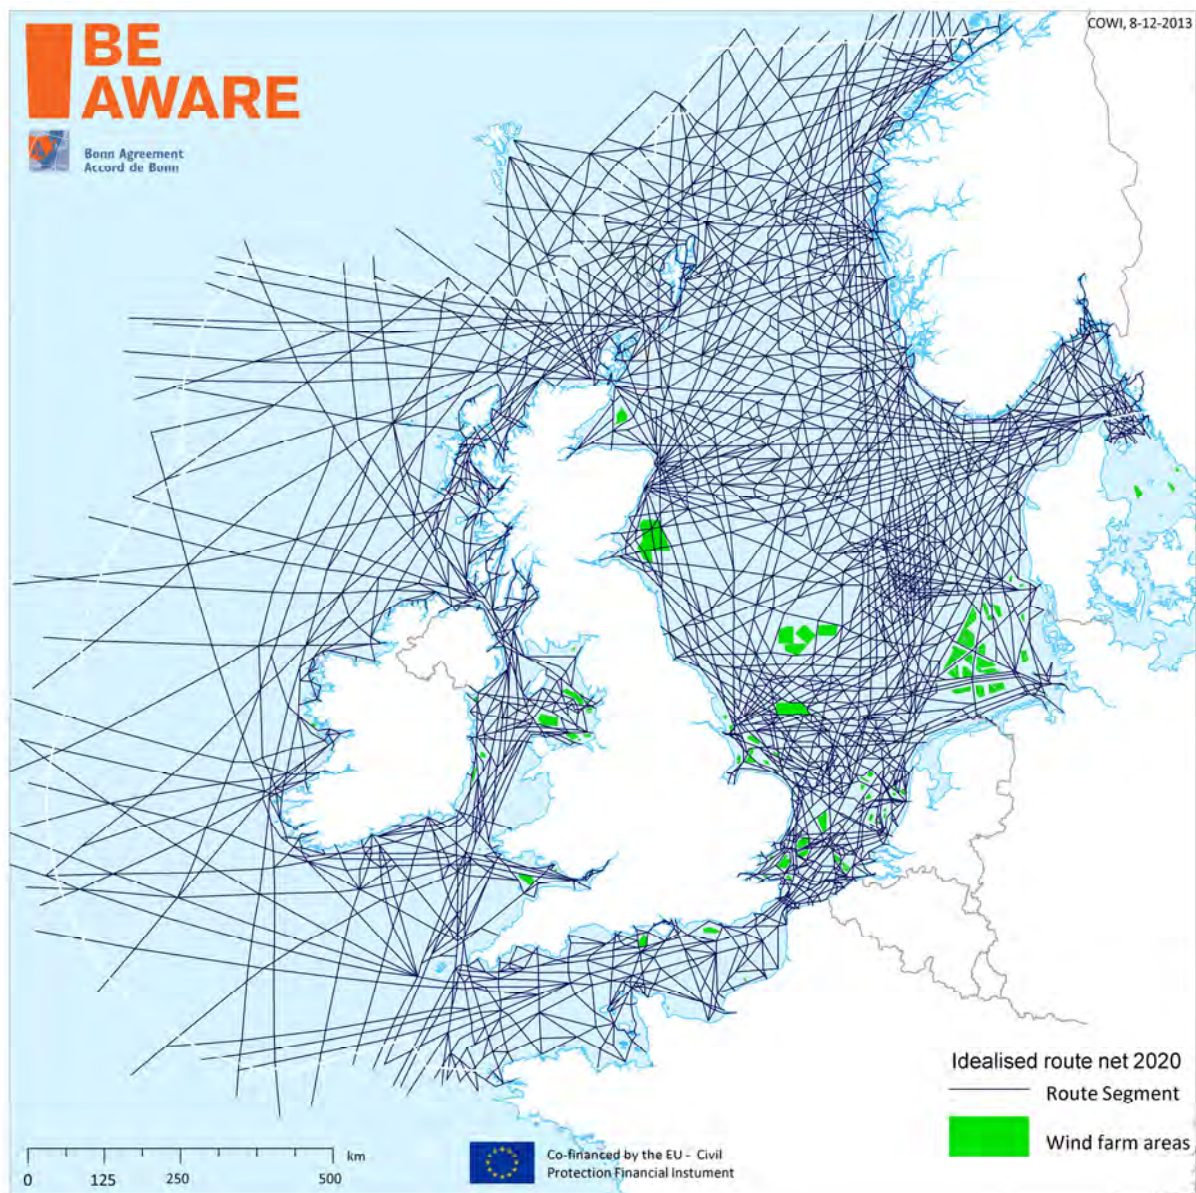 COWI, 8-12-2013
BE
AWARE
Bonn Agreement
Accord de Bonn
Idealised route net 2020
Route Segment
Wind farm areas
km
0 125 250 500
Co-financed by the EU - Civil
Protection Financial Instument